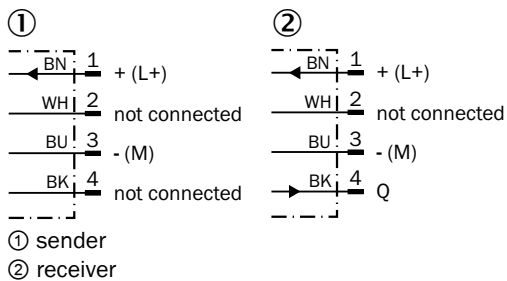 ①
BN 1 + (L+)
WH 2 not connected
BU 3 - (M)
BK 4 not connected
②
BN 1 + (L+)
WH 2 not connected
BU 3 - (M)
BK 4 Q
① sender
② receiver